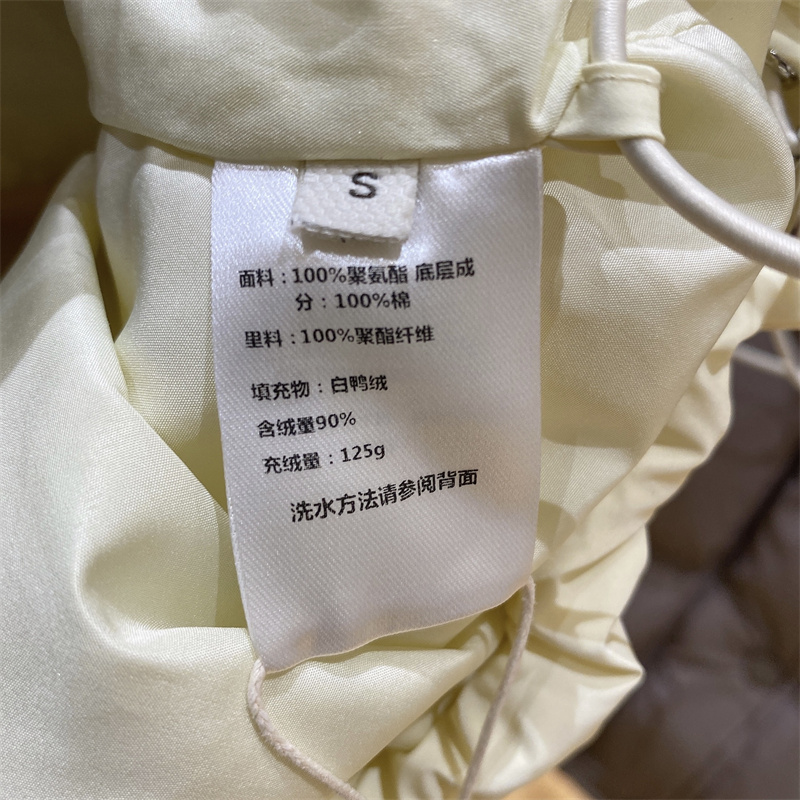 S
面料：100%聚氨酯 底层成
分：100%棉
里料：100%聚酯纤维
填充物：白鸭绒
含绒量90%
充绒量：125g
洗水方法请参阅背面